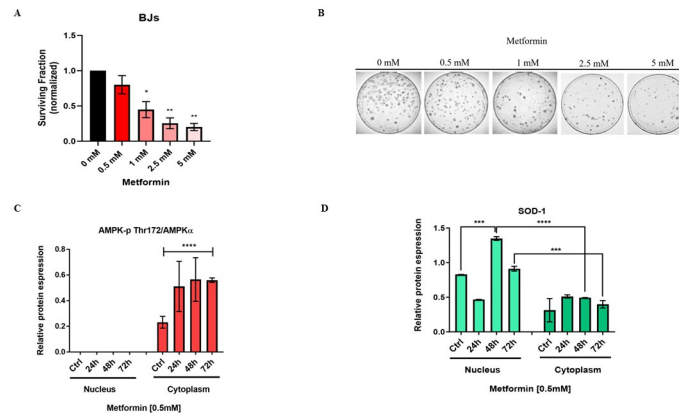 A
BJs
Surviving Fraction
(normalized)
1.5
1.0
0.5
0.0
*
**
**
0 mM
0.5 mM
1 mM
2.5 mM
5 mM
Metformin
B
Metformin
0 mM
0.5 mM
1 mM
2.5 mM
5 mM
C
AMPK-p Thr172/AMPKα
Relative protein espression
0.8
0.6
0.4
0.2
0.0
****
Ctrl
24h
48h
72h
Ctrl
24h
48h
72h
Nucleus
Cytoplasm
Metformin [0.5mM]
D
SOD-1
Relative protein espression
1.5
1.0
0.5
0.0
***
****
***
Ctrl
24h
48h
72h
Ctrl
24h
48h
72h
Nucleus
Cytoplasm
Metformin [0.5mM]